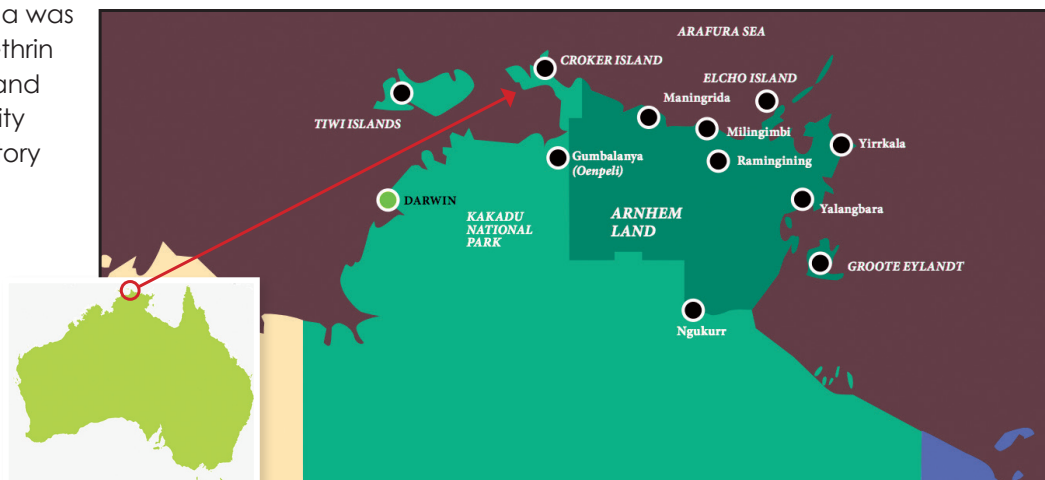 a was
ethrin
and
ity
tory
ARAFURA SEA
CROKER ISLAND
ELCHO ISLAND
TIWI ISLANDS
Maningrida
Milingimbi
Yirrkala
Gumbalanya
(Oenpeli)
Ramingining
DARWIN
KAKADU
NATIONAL
PARK
ARNHEM
LAND
Yalangbara
GROOTE EYLANDT
Ngukurr